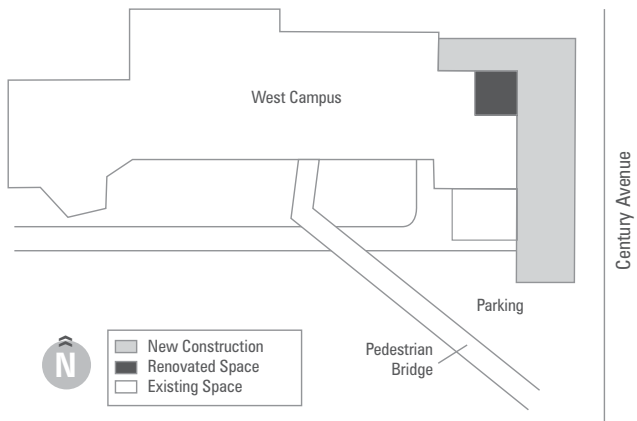 West Campus
Century Avenue
Parking
Pedestrian
Bridge
N
New Construction
Renovated Space
Existing Space